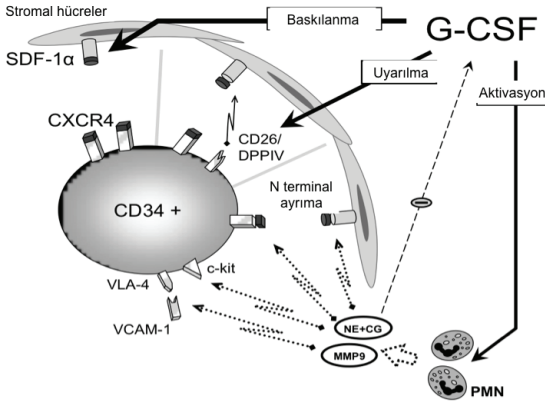 Stromal hücreler
Baskılanma
G-CSF
SDF-1α
Uyarılma
Aktivasyon
CXCR4
CD26/
DPPIV
N terminal
ayrıma
CD34 +
c-kit
VLA-4
VCAM-1
NE+CG
MMP9
PMN